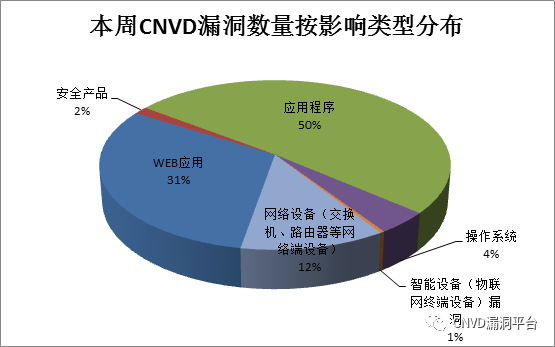 本周CNVD漏洞数量按影响类型分布
安全产品
2%
应用程序
50%
WEB应用
31%
网络设备（交换
机、路由器等网
络端设备）
12%
操作系统
4%
智能设备（物联
网终端设备）漏
洞
1%
CNVD漏洞平台